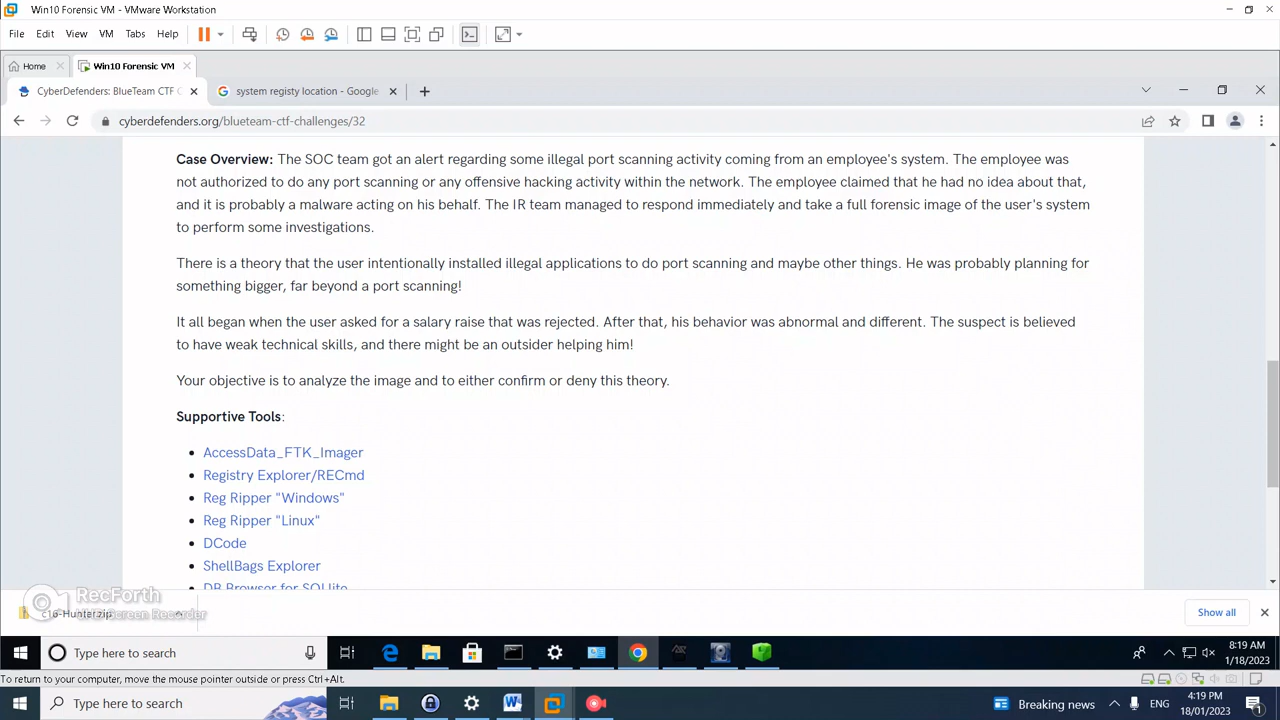 Win10 Forensic VM - VMware Workstation
File Edit View VM Tabs Help
Home Win10 Forensic VM
CyberDefenders: BlueTeam CTF C system registy location - Google
cyberdefenders.org/blueteam-ctf-challenges/32
Case Overview: The SOC team got an alert regarding some illegal port scanning activity coming from an employee's system. The employee was
not authorized to do any port scanning or any offensive hacking activity within the network. The employee claimed that he had no idea about that,
and it is probably a malware acting on his behalf. The IR team managed to respond immediately and take a full forensic image of the user's system
to perform some investigations.
There is a theory that the user intentionally installed illegal applications to do port scanning and maybe other things. He was probably planning for
something bigger, far beyond a port scanning!
It all began when the user asked for a salary raise that was rejected. After that, his behavior was abnormal and different. The suspect is believed
to have weak technical skills, and there might be an outsider helping him!
Your objective is to analyze the image and to either confirm or deny this theory.
Supportive Tools:
AccessData_FTK_Imager
Registry Explorer/RECmd
Reg Ripper "Windows"
Reg Ripper "Linux"
DCode
ShellBags Explorer
DB Browser for SQLlite
RecForth
c16-Hunter.zip
Screen Recorder
Show all
Type here to search
8:19 AM
1/18/2023
To return to your computer, move the mouse pointer outside or press Ctrl+Alt.
Type here to search
Breaking news
ENG
4:19 PM
18/01/2023
1